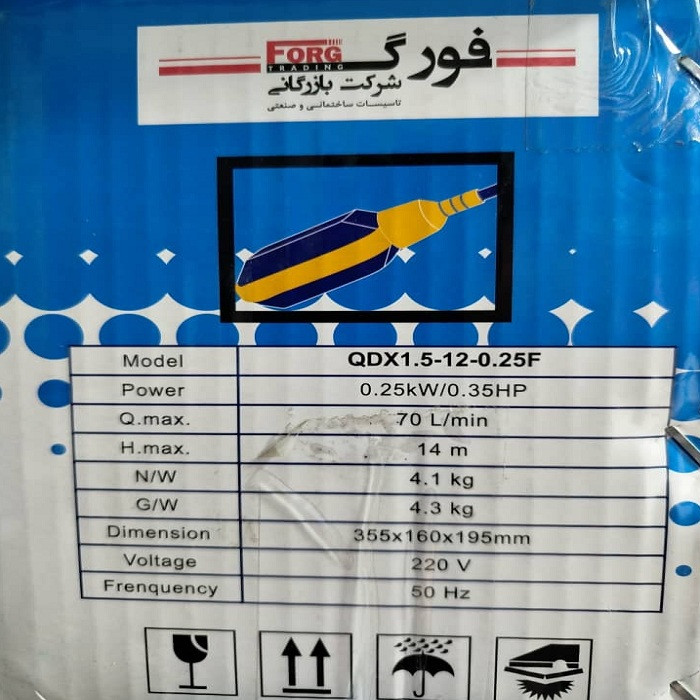 فورگ
FORG
TRADING
شرکت بازرگانی
تاسیسات ساختمانی و صنعتی
Model QDX1.5-12-0.25F
Power 0.25kW/0.35HP
Q.max. 70 L/min
H.max. 14 m
N/W 4.1 kg
G/W 4.3 kg
Dimension 355x160x195mm
Voltage 220 V
Frenquency 50 Hz